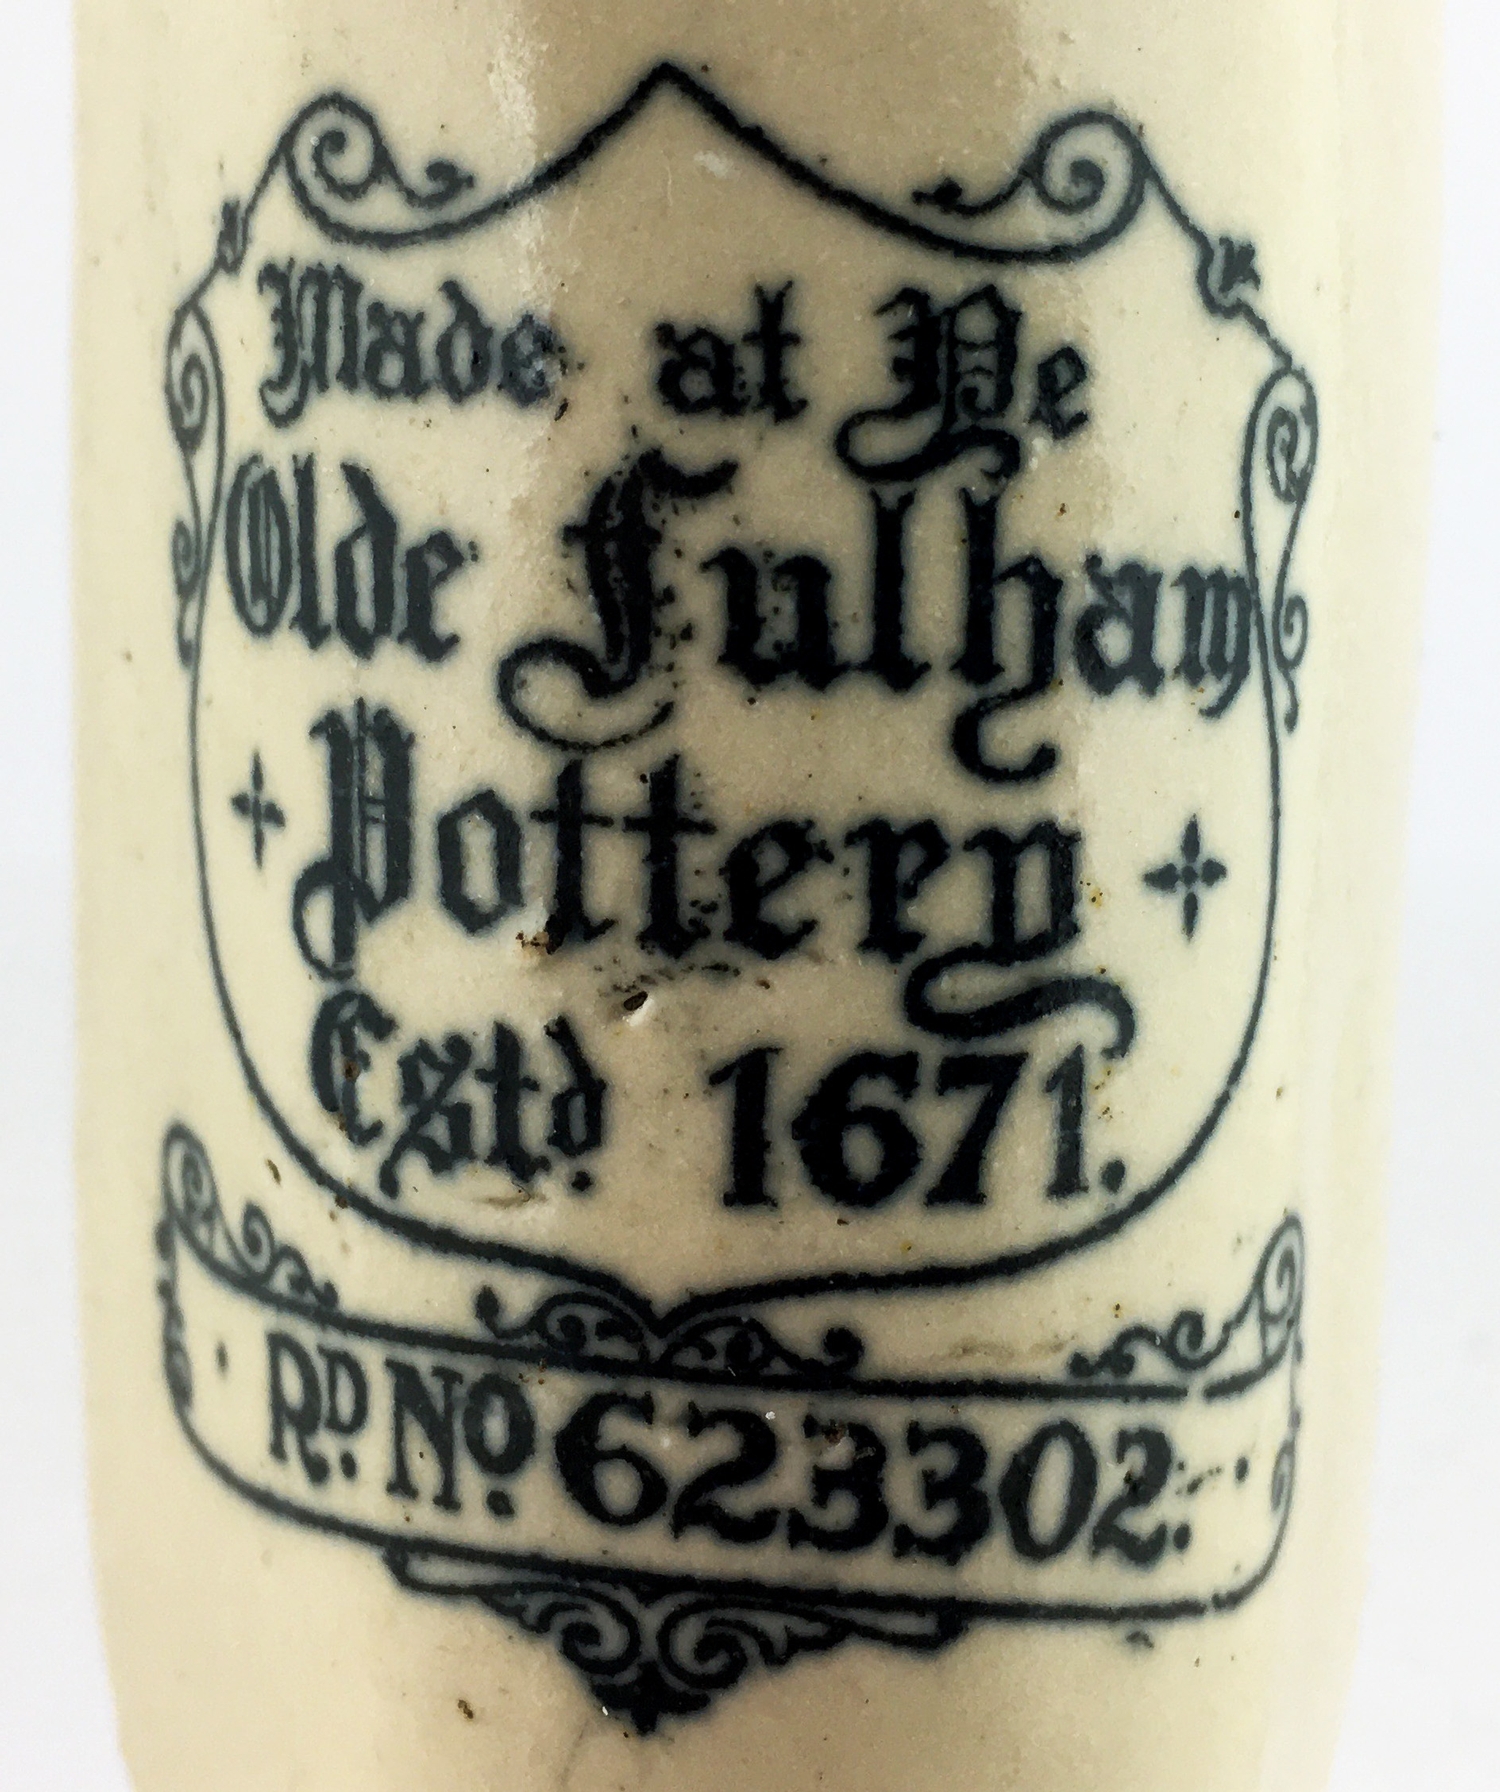 Made at Ye
Olde Fulham
Pottery
Estd. 1671.
RD. No. 623302.